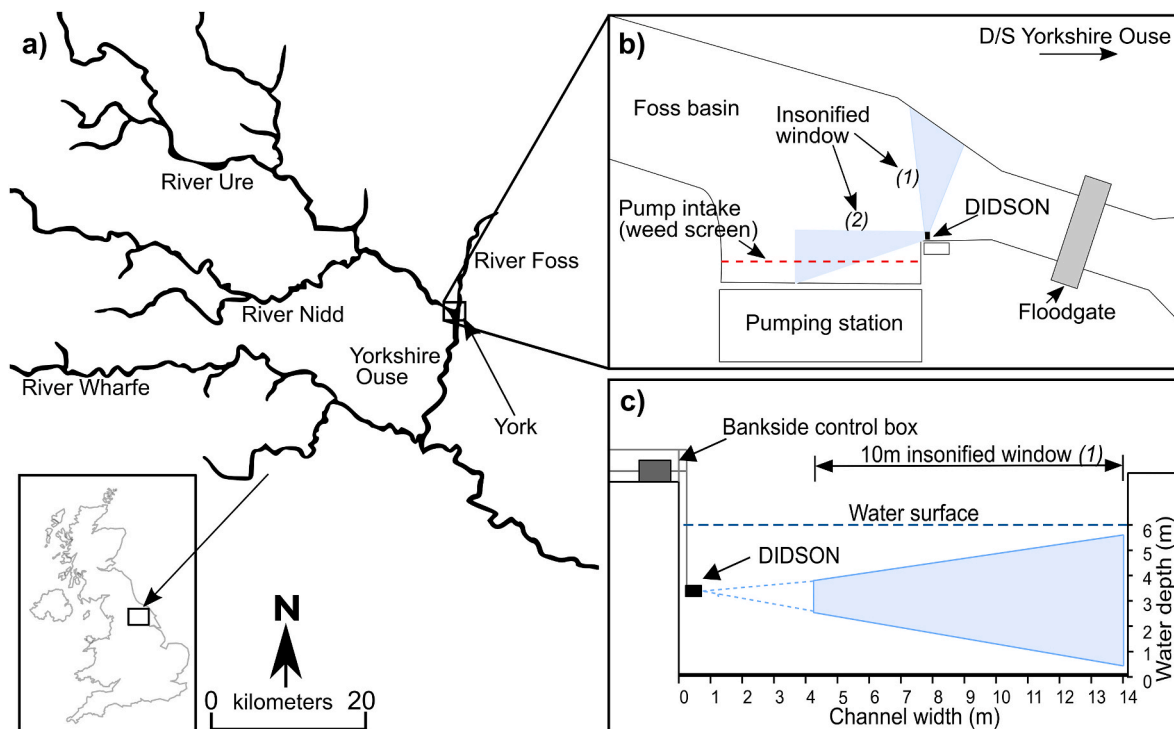 a)
River Ure
River Nidd
River Wharfe
River Foss
Yorkshire
Ouse
York
N
0 kilometers 20
b)
D/S Yorkshire Ouse
Foss basin
Insonified
window
(1)
(2)
DIDSON
Pump intake
(weed screen)
Pumping station
Floodgate
c)
Bankside control box
10m insonified window (1)
Water surface
DIDSON
6
5
4
3
2
1
0
Water depth (m)
0 1 2 3 4 5 6 7 8 9 10 11 12 13 14
Channel width (m)